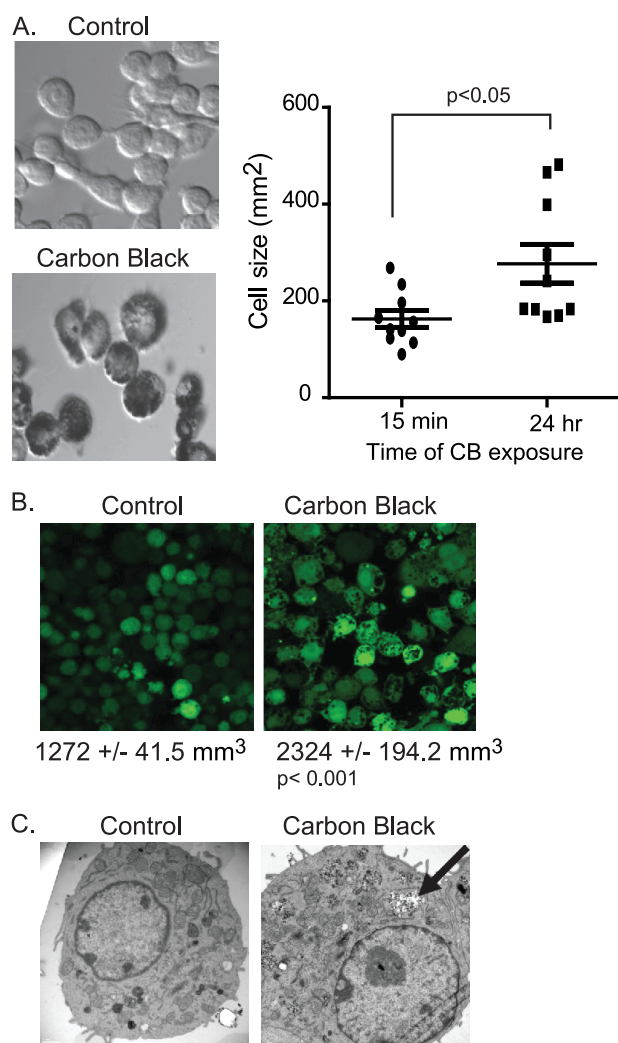 A. Control
Carbon Black
p<0.05
Cell size (mm2)
600
400
200
0
15 min 24 hr
Time of CB exposure
B. Control Carbon Black
1272 +/- 41.5 mm3 2324 +/- 194.2 mm3
p< 0.001
C. Control Carbon Black